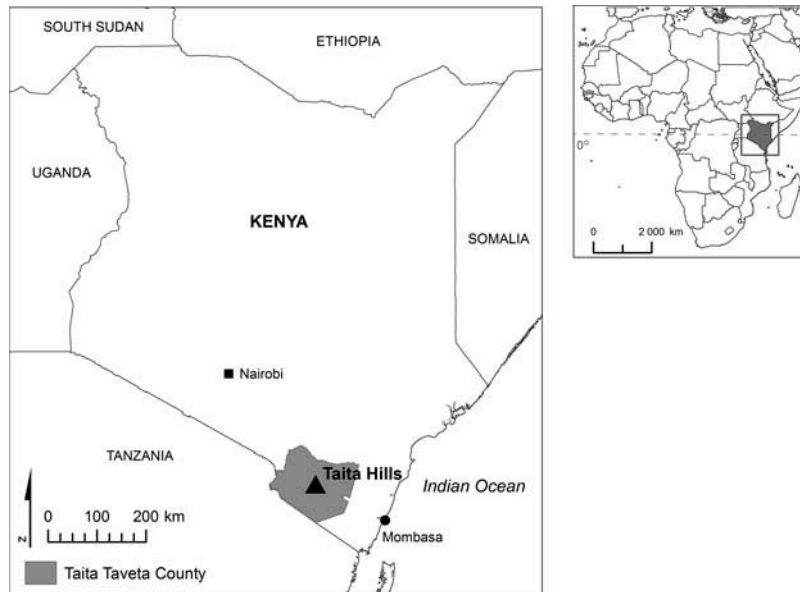 SOUTH SUDAN
ETHIOPIA
UGANDA
KENYA
SOMALIA
Nairobi
TANZANIA
Taita Hills
Indian Ocean
0 100 200 km
Mombasa
N
Taita Taveta County
0°
0 2 000 km